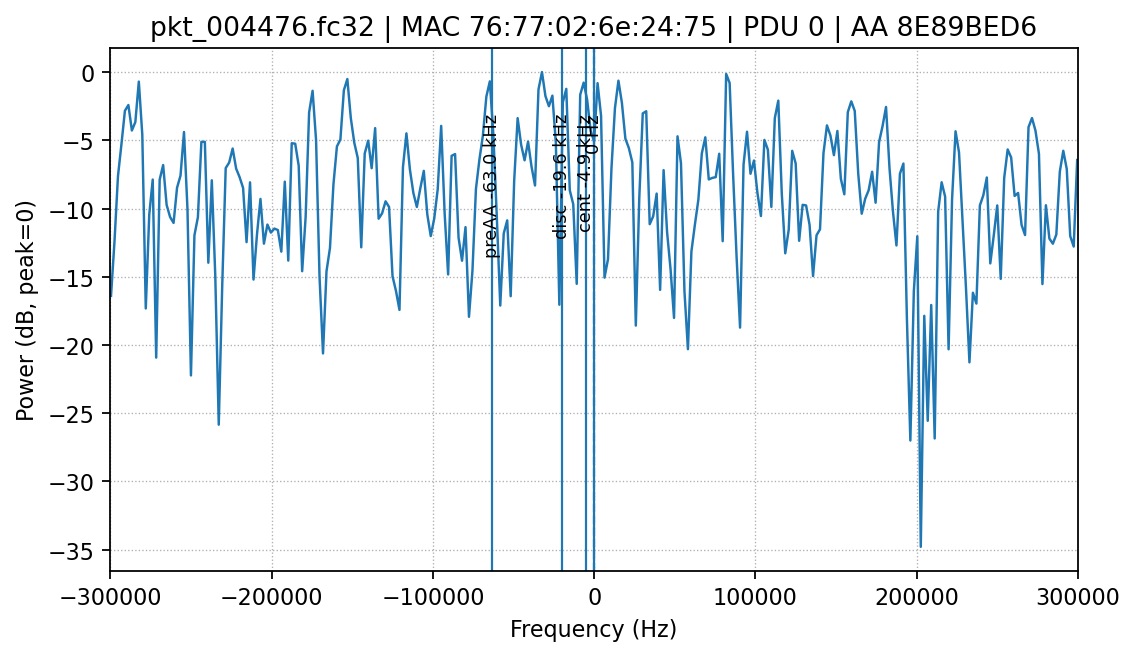 pkt_004476.fc32 | MAC 76:77:02:6e:24:75 | PDU 0 | AA 8E89BED6
Power (dB, peak=0)
0
−5
−10
−15
−20
−25
−30
−35
preAA -63.0 kHz
disc -19.6 kHz
cent -4.9 kHz
0 Hz
−300000
−200000
−100000
0
100000
200000
300000
Frequency (Hz)